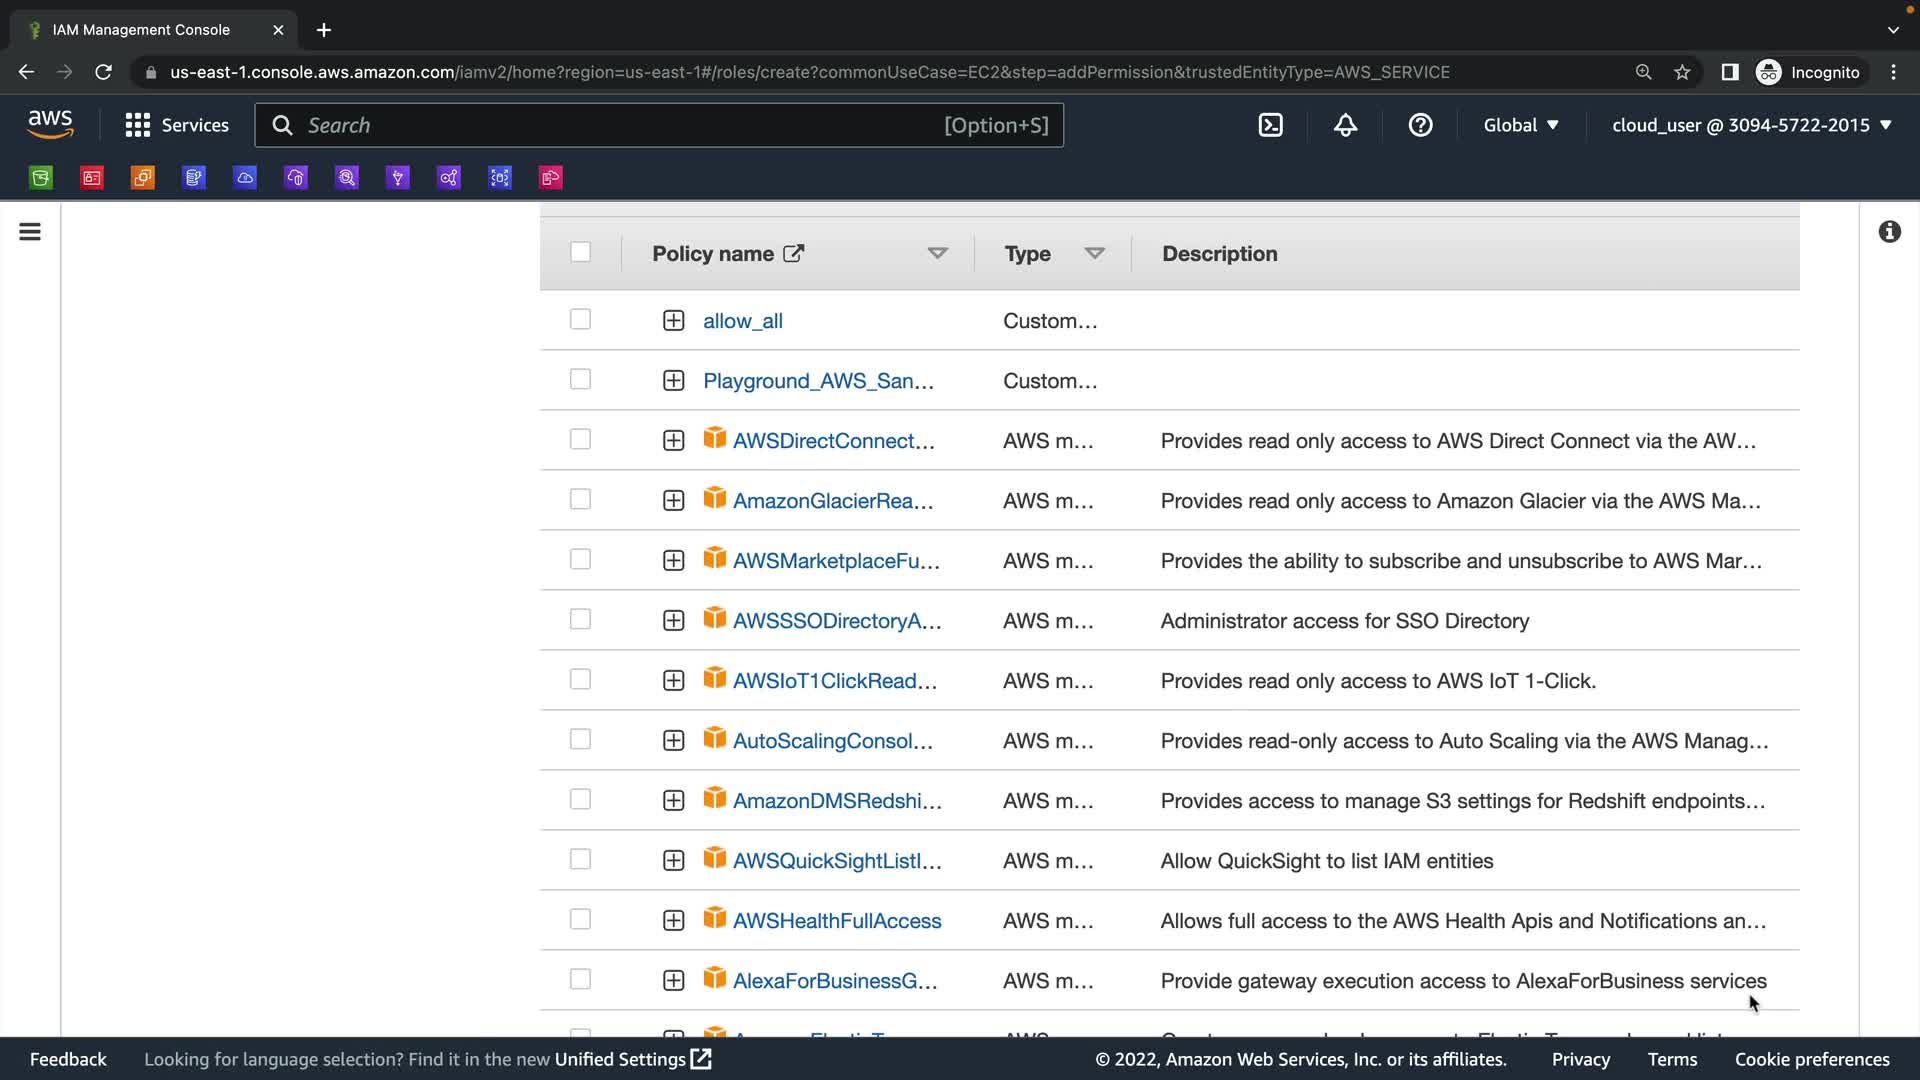 IAM Management Console
us-east-1.console.aws.amazon.com/iamv2/home?region=us-east-1#/roles/create?commonUseCase=EC2&step=addPermission&trustedEntityType=AWS_SERVICE
Incognito
aws
Services
Search
[Option+S]
Global
cloud_user @ 3094-5722-2015
Policy name Type Description
allow_all Custom...
Playground_AWS_San... Custom...
AWSDirectConnect... AWS m... Provides read only access to AWS Direct Connect via the AW...
AmazonGlacierRea... AWS m... Provides read only access to Amazon Glacier via the AWS Ma...
AWSMarketplaceFu... AWS m... Provides the ability to subscribe and unsubscribe to AWS Mar...
AWSSSODirectoryA... AWS m... Administrator access for SSO Directory
AWSIoT1ClickRead... AWS m... Provides read only access to AWS IoT 1-Click.
AutoScalingConsol... AWS m... Provides read-only access to Auto Scaling via the AWS Manag...
AmazonDMSRedshi... AWS m... Provides access to manage S3 settings for Redshift endpoints...
AWSQuickSightListI... AWS m... Allow QuickSight to list IAM entities
AWSHealthFullAccess AWS m... Allows full access to the AWS Health Apis and Notifications an...
AlexaForBusinessG... AWS m... Provide gateway execution access to AlexaForBusiness services
Feedback
Looking for language selection? Find it in the new Unified Settings
© 2022, Amazon Web Services, Inc. or its affiliates.
Privacy
Terms
Cookie preferences